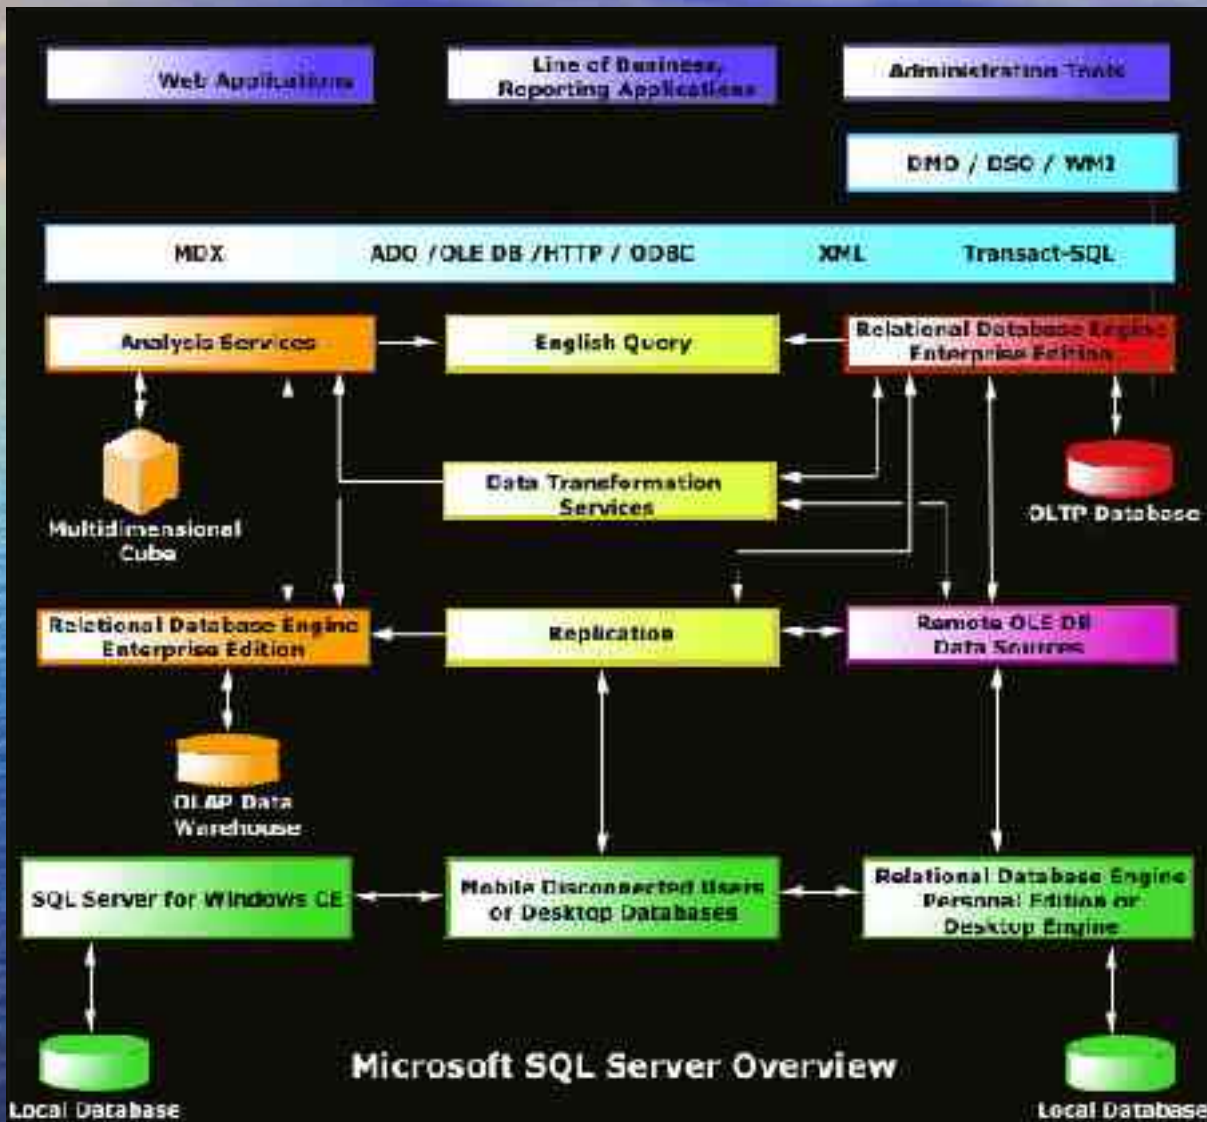 Web Applications
Line of Business,
Reporting Applications
Administration Tools
DMO / DSO / WMI
MDX ADO /OLE DB /HTTP / ODBC XML Transact-SQL
Analysis Services
English Query
Relational Database Engine
Enterprise Edition
Multidimensional
Cube
Data Transformation
Services
OLTP Database
Relational Database Engine
Enterprise Edition
Replication
Remote OLE DB
Data Sources
OLAP Data
Warehouse
SQL Server for Windows CE
Mobile Disconnected Users
or Desktop Databases
Relational Database Engine
Personal Edition or
Desktop Engine
Local Database
Microsoft SQL Server Overview
Local Database